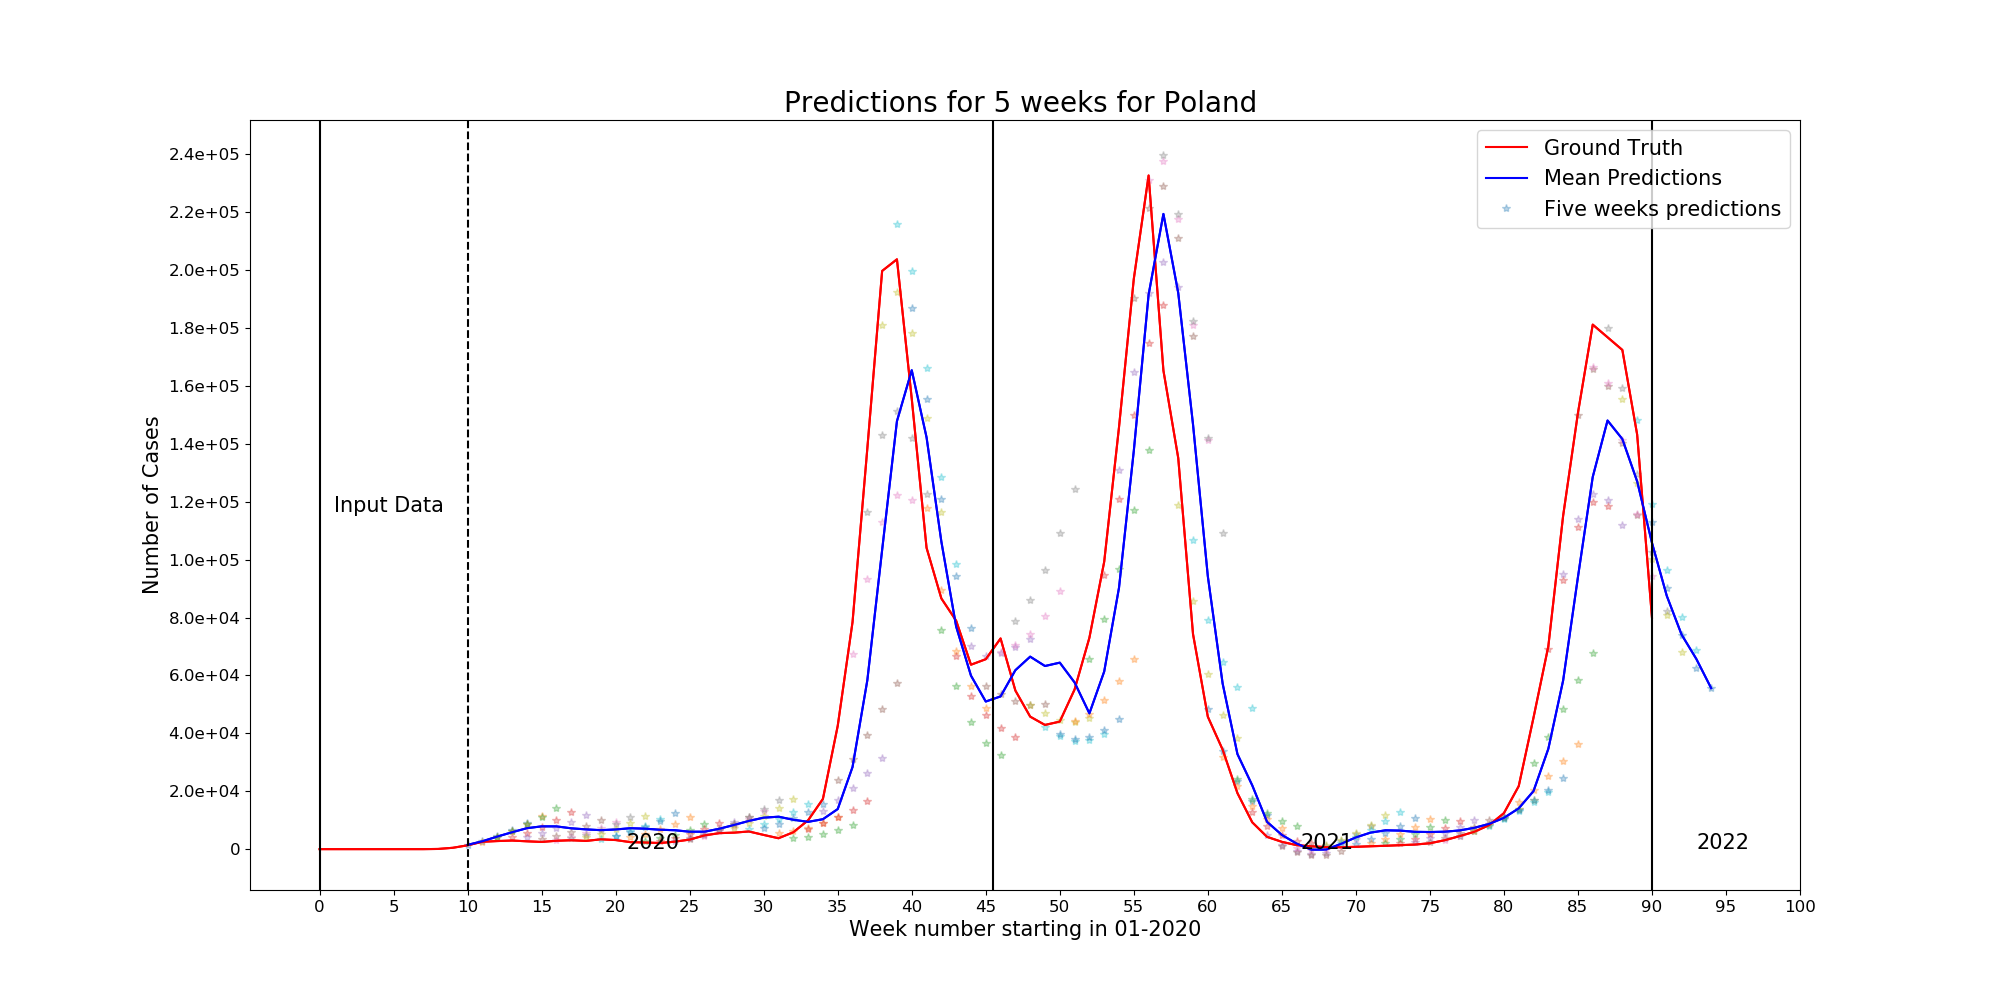 Predictions for 5 weeks for Poland
Ground Truth
Mean Predictions
Five weeks predictions
Number of Cases
2.4e+05
2.2e+05
2.0e+05
1.8e+05
1.6e+05
1.4e+05
1.2e+05
1.0e+05
8.0e+04
6.0e+04
4.0e+04
2.0e+04
0
Input Data
2020
2021
2022
0 5 10 15 20 25 30 35 40 45 50 55 60 65 70 75 80 85 90 95 100
Week number starting in 01-2020